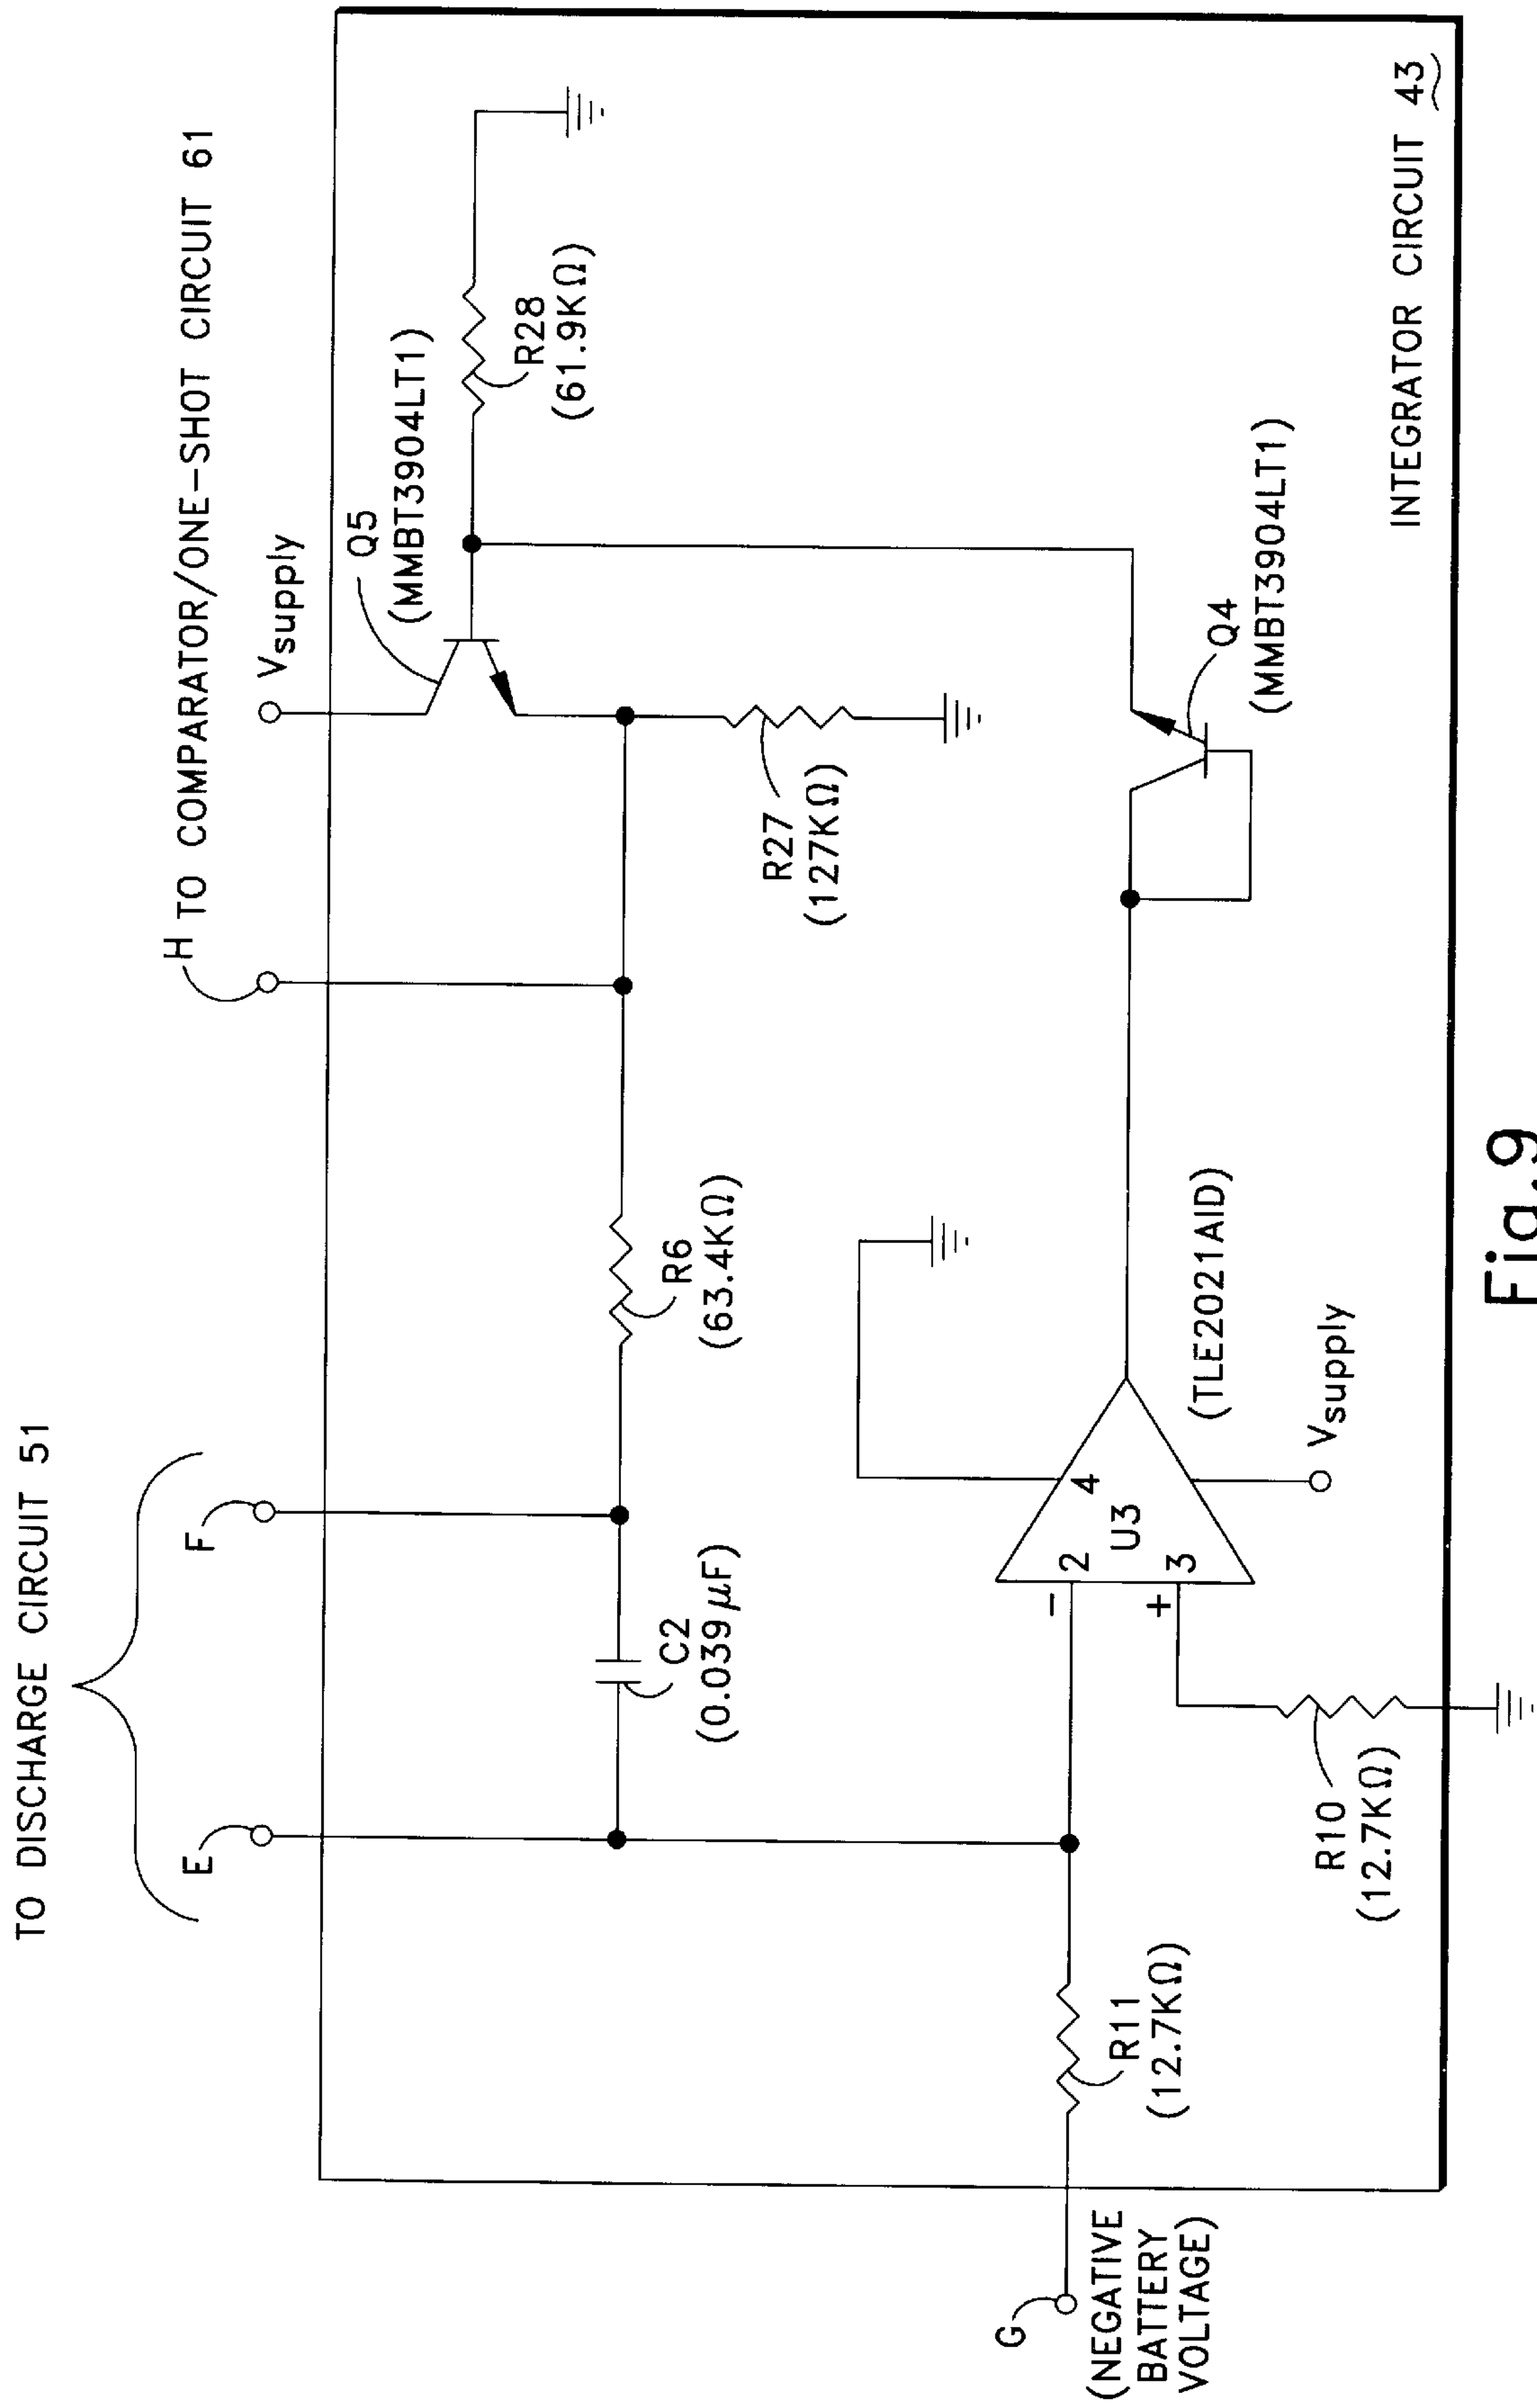 TO DISCHARGE CIRCUIT 51
E
F
H TO COMPARATOR/ONE-SHOT CIRCUIT 61
Vsupply
Q5
(MMBT3904LT1)
C2
(0.039µF)
R6
(63.4KΩ)
R27
(127KΩ)
R28
(61.9KΩ)
G
(NEGATIVE
BATTERY
VOLTAGE)
R11
(12.7KΩ)
-
2
+
3
4
U3
(TLE2021AID)
Vsupply
R10
(12.7KΩ)
Q4
(MMBT3904LT1)
INTEGRATOR CIRCUIT 43
Fig.9